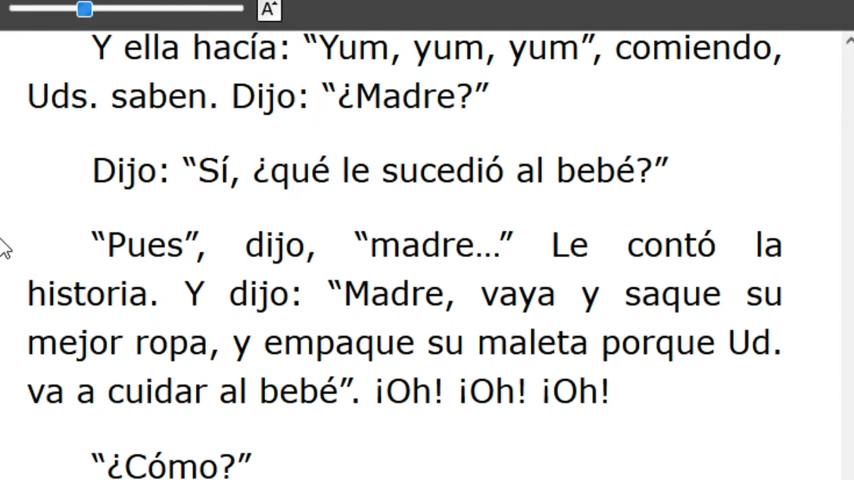 A
Y ella hacía: “Yum, yum, yum”, comiendo,
Uds. saben. Dijo: “¿Madre?”
Dijo: “Sí, ¿qué le sucedió al bebé?”
“Pues”, dijo, “madre...” Le contó la
historia. Y dijo: “Madre, vaya y saque su
mejor ropa, y empaque su maleta porque Ud.
va a cuidar al bebé”. ¡Oh! ¡Oh! ¡Oh!
“¿Cómo?”